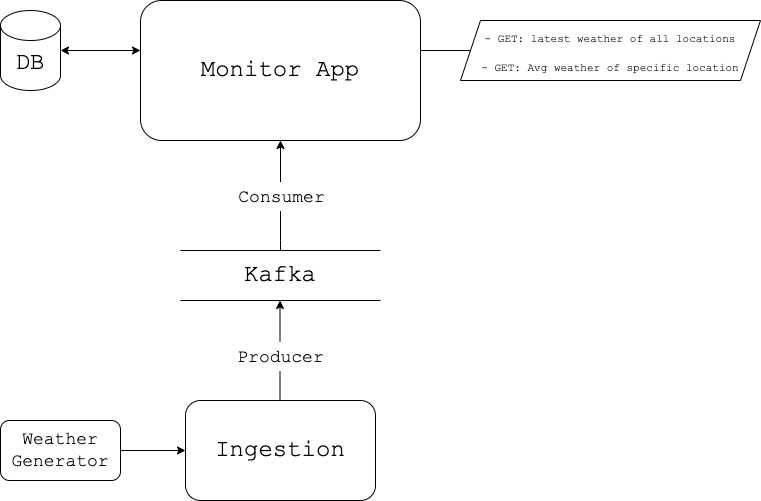 DB
Monitor App
- GET: latest weather of all locations
- GET: Avg weather of specific location
Consumer
Kafka
Producer
Weather
Generator
Ingestion